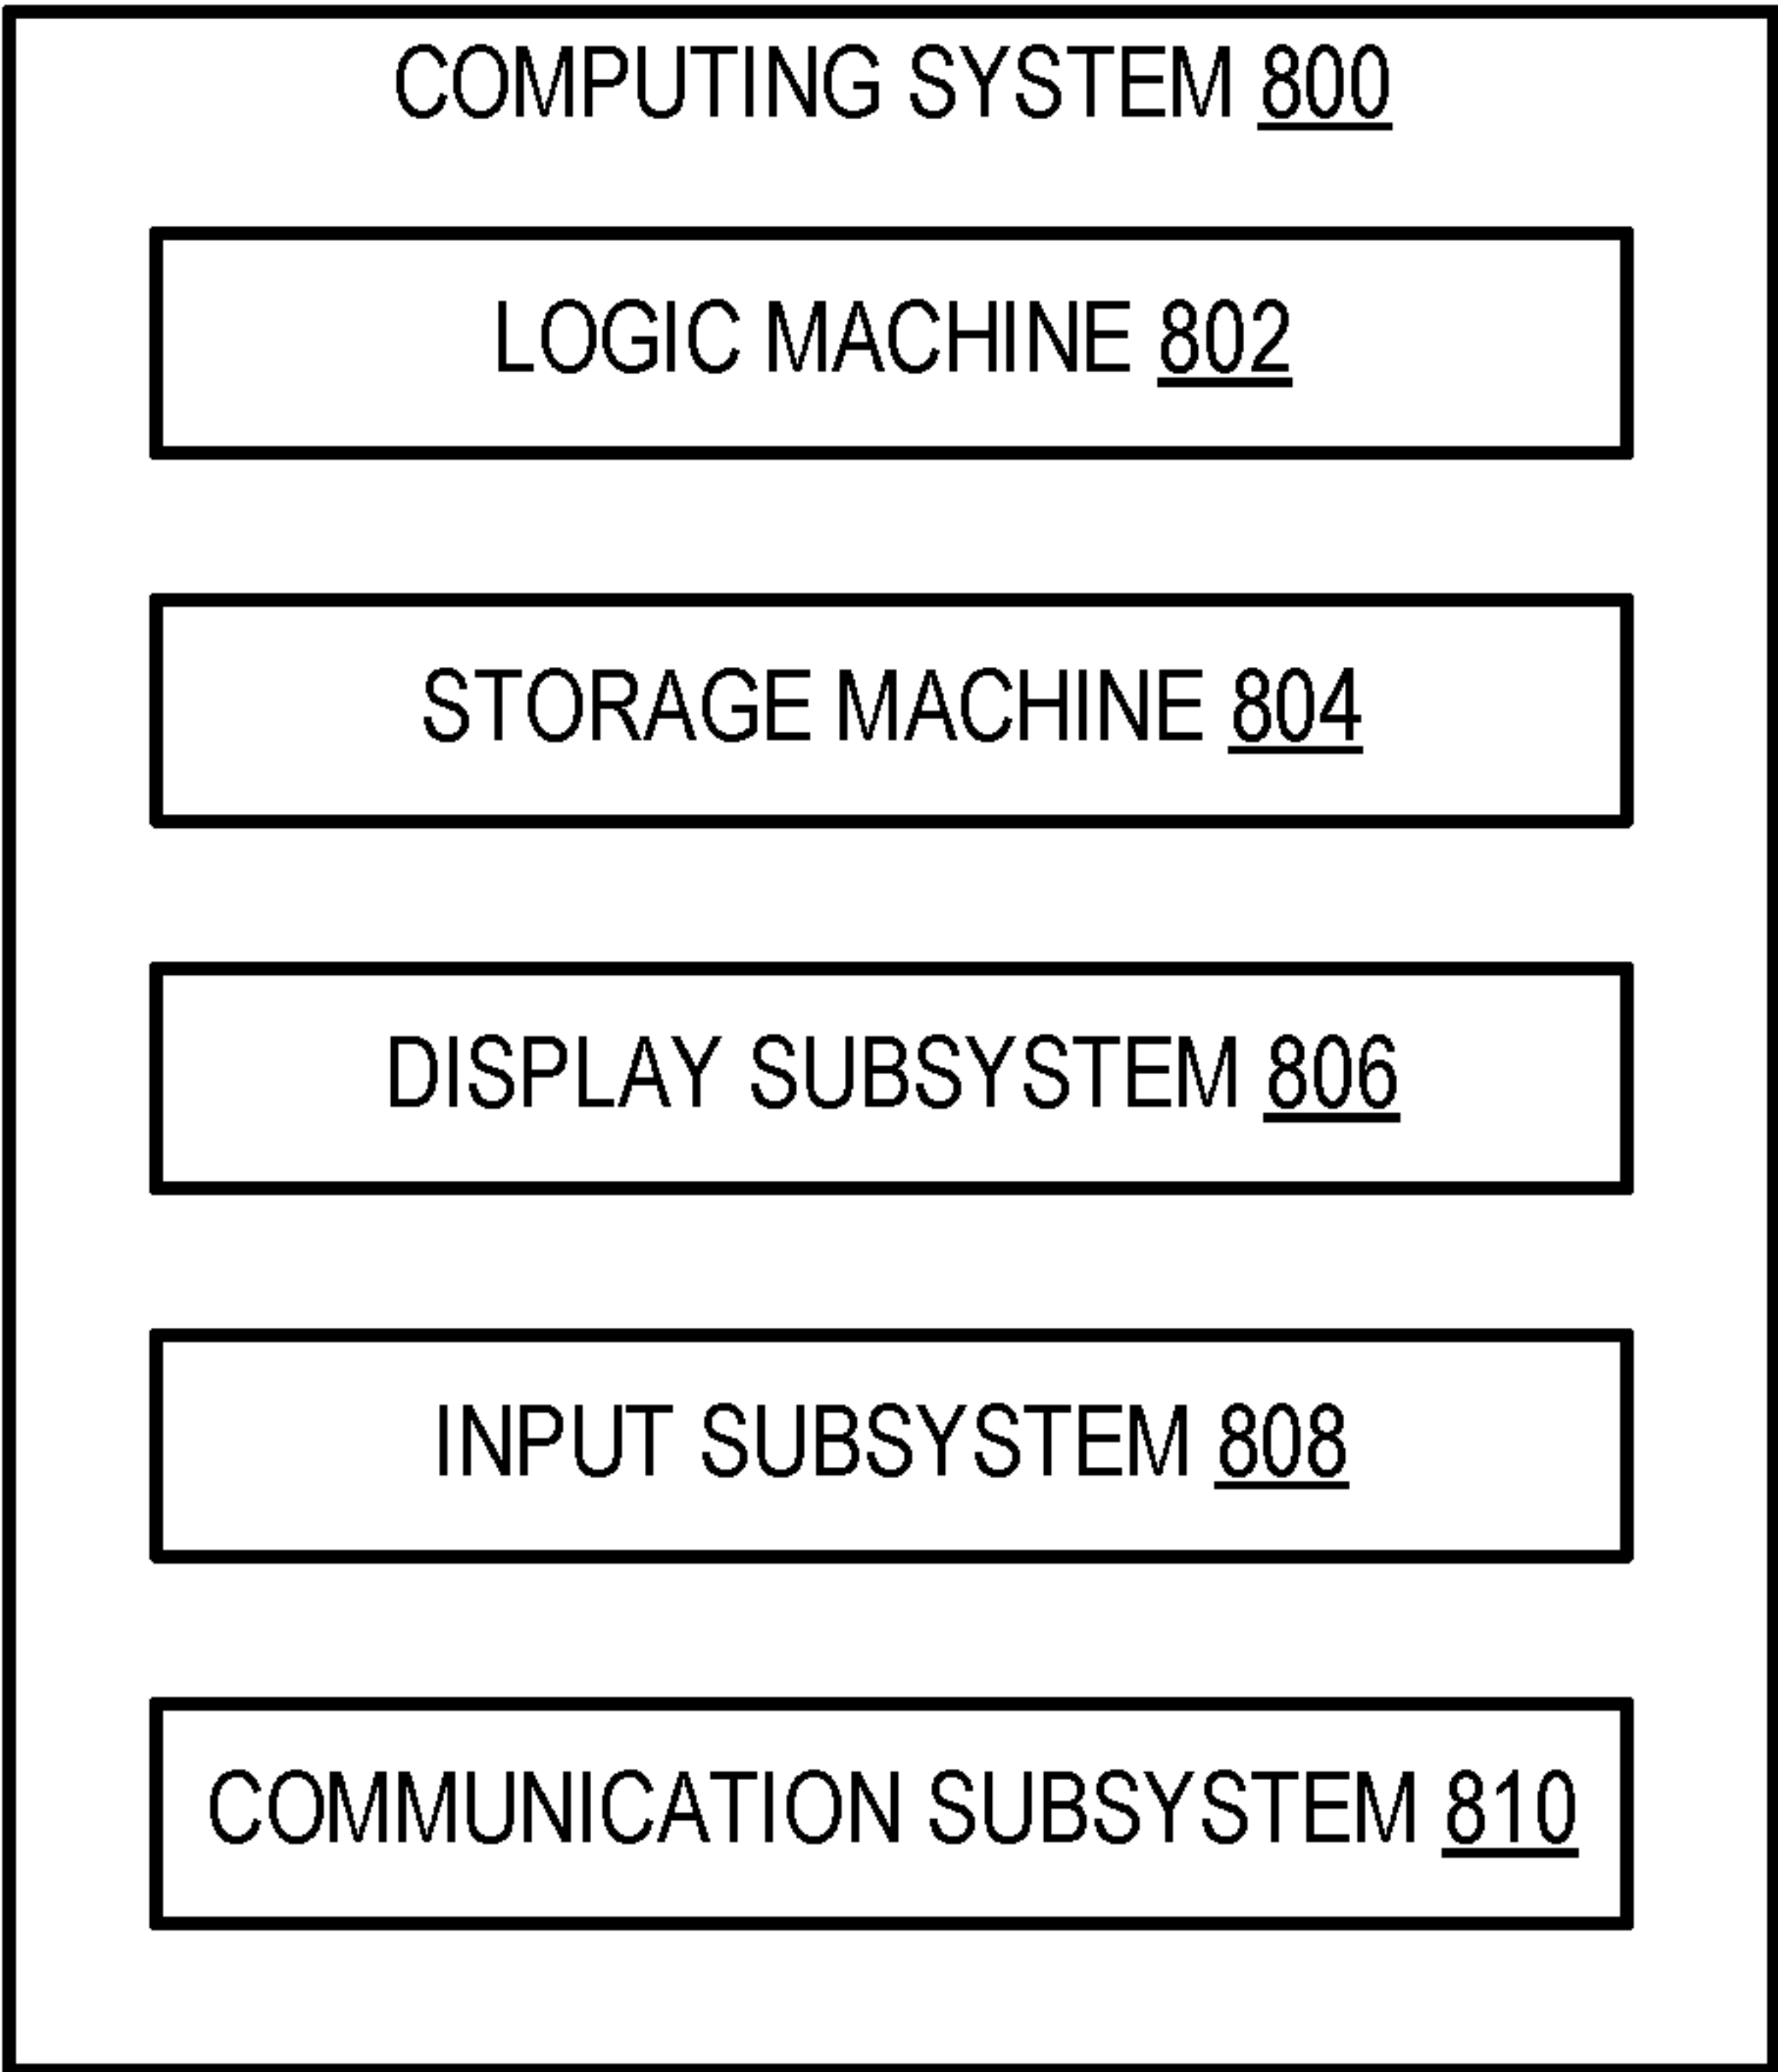 COMPUTING SYSTEM 800
LOGIC MACHINE 802
STORAGE MACHINE 804
DISPLAY SUBSYSTEM 806
INPUT SUBSYSTEM 808
COMMUNICATION SUBSYSTEM 810